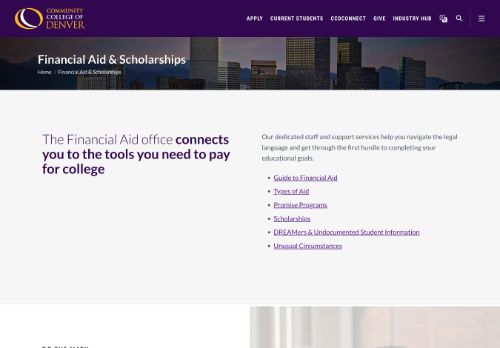 COMMUNITY
COLLEGE OF
DENVER
APPLY CURRENT STUDENTS CCDCONNECT GIVE INDUSTRY HUB
Financial Aid & Scholarships
Home / Financial Aid & Scholarships
The Financial Aid office connects
you to the tools you need to pay
for college
Our dedicated staff and support services help you navigate the legal
language and get through the first hurdle to completing your
educational goals.
• Guide to Financial Aid
• Types of Aid
• Promise Programs
• Scholarships
• DREAMers & Undocumented Student Information
• Unusual Circumstances